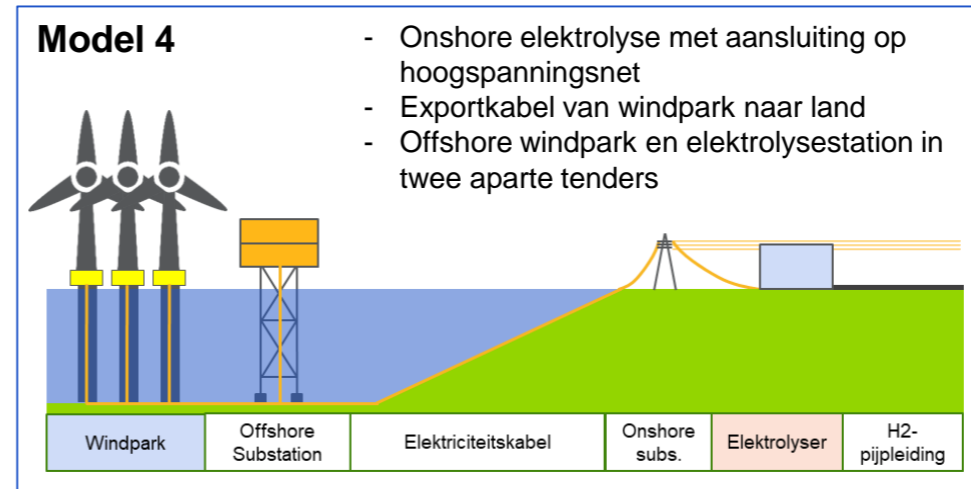 Model 4
- Onshore elektrolyse met aansluiting op
hoogspanningsnet
- Exportkabel van windpark naar land
- Offshore windpark en elektrolysestation in
twee aparte tenders
Windpark
Offshore
Substation
Elektriciteitskabel
Onshore
subs.
Elektrolyser
H2-
pijpleiding